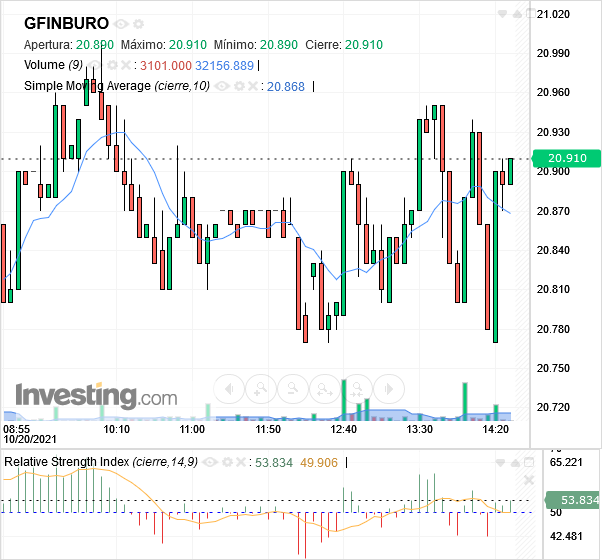 21.020
GFINBURO
Apertura: 20.890 Máximo: 20.910 Mínimo: 20.890 Cierre: 20.910
20.990
Volume (9) 3101.000 32156.889
Simple Moving Average (cierre,10) 20.868
20.960
20.930
20.910
20.900
20.870
20.840
20.810
20.780
20.750
Investing.com
20.720
08:55 10:10 11:00 11:50 12:40 13:30 14:20
10/20/2021
Relative Strength Index (cierre,14,9) 53.834 49.906
65.221
53.834
50 50
42.481